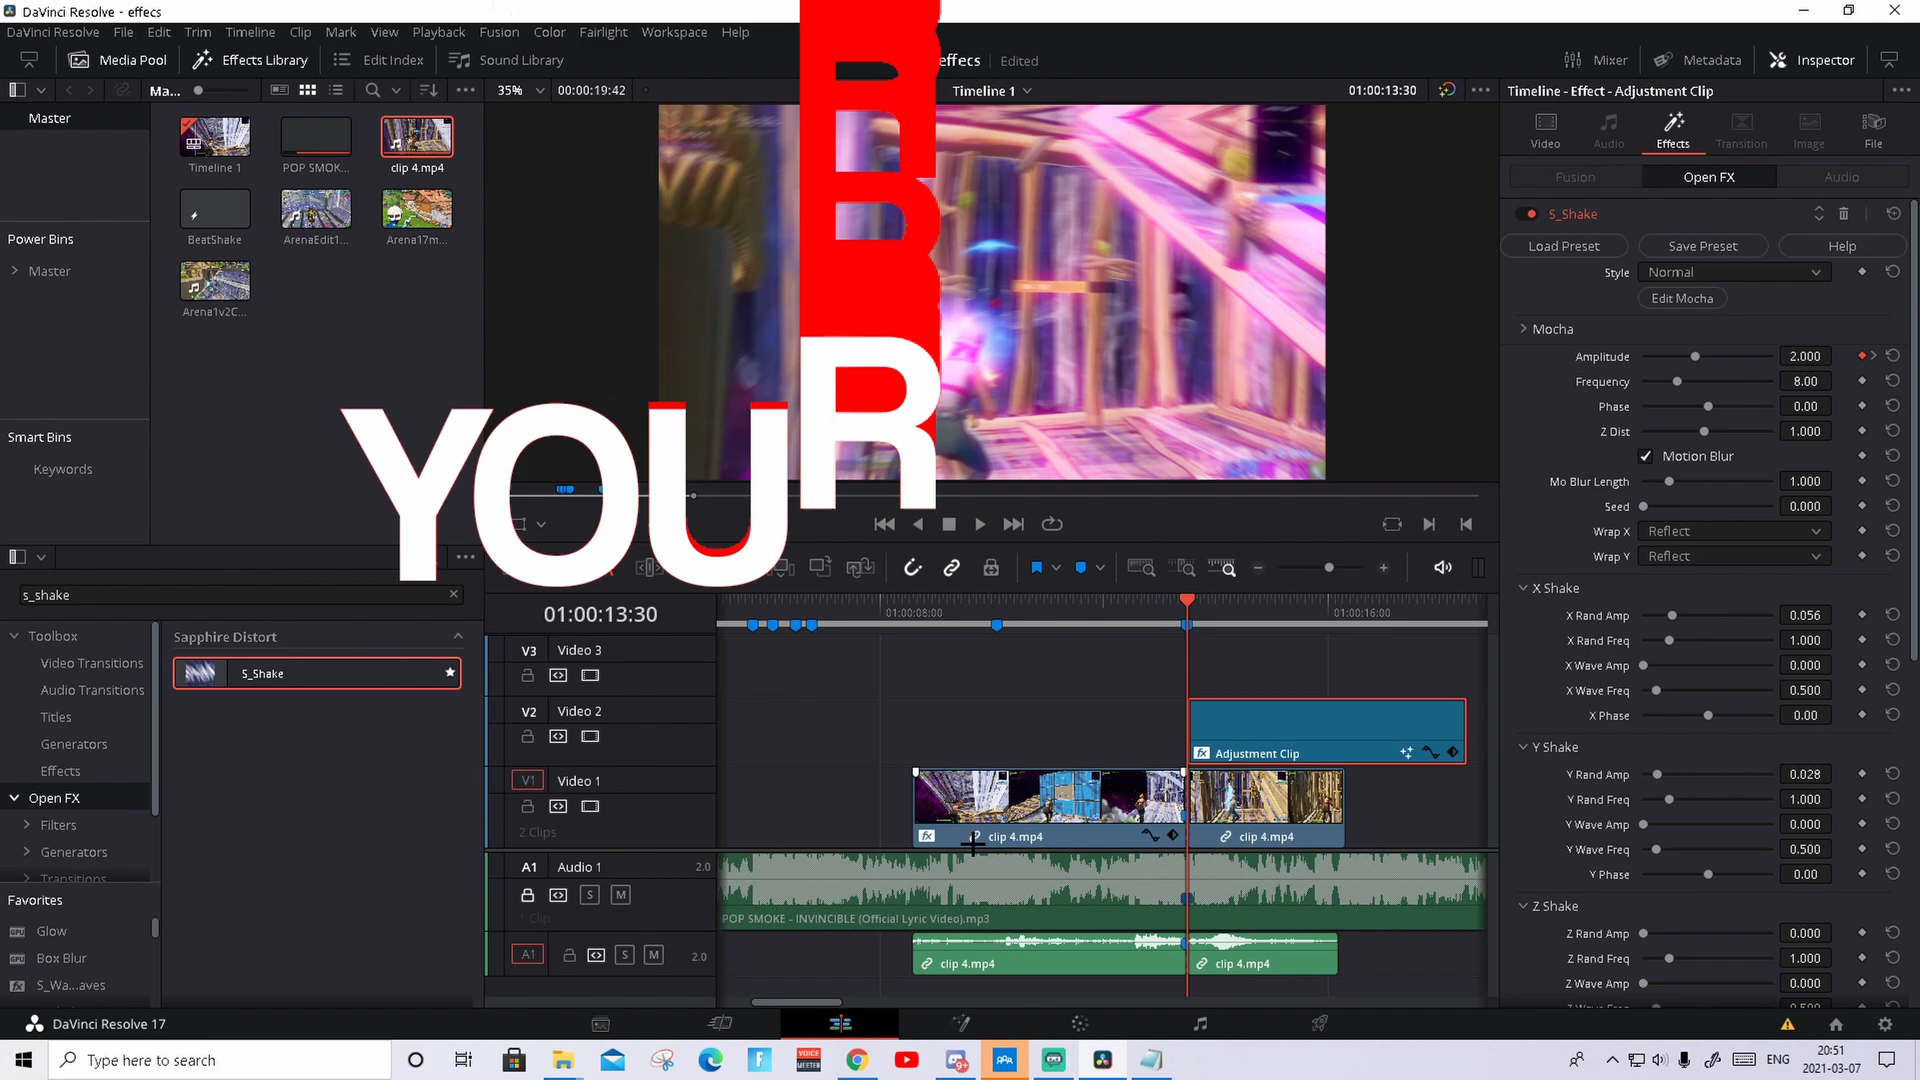 DaVinci Resolve - effecs
DaVinci Resolve File Edit Trim Timeline Clip Mark View Playback Fusion Color Fairlight Workspace Help
Media Pool Effects Library Edit Index Sound Library effecs Edited Mixer Metadata Inspector
Ma... 35% 00:00:19:42 Timeline 1 01:00:13:30 Timeline - Effect - Adjustment Clip
Master
Timeline 1 POP SMOK... clip 4.mp4
BeatShake ArenaEdit1... Arena17m...
Arena1v2C...
Power Bins
Master
Smart Bins
Keywords
YOUR
Video Audio Effects Transition Image File
Fusion Open FX Audio
S_Shake
Load Preset Save Preset Help
Style Normal
Edit Mocha
Mocha
Amplitude 2.000
Frequency 8.00
Phase 0.00
Z Dist 1.000
Motion Blur
Mo Blur Length 1.000
Seed 0.000
Wrap X Reflect
Wrap Y Reflect
X Shake
X Rand Amp 0.056
X Rand Freq 1.000
X Wave Amp 0.000
X Wave Freq 0.500
X Phase 0.00
Y Shake
Y Rand Amp 0.028
Y Rand Freq 1.000
Y Wave Amp 0.000
Y Wave Freq 0.500
Y Phase 0.00
Z Shake
Z Rand Amp 0.000
Z Rand Freq 1.000
Z Wave Amp 0.000
s_shake
Toolbox
Video Transitions
Audio Transitions
Titles
Generators
Effects
Open FX
Filters
Generators
Transitions
Favorites
Glow
Box Blur
S_Wa...aves
Sapphire Distort
S_Shake
01:00:13:30 01:00:08:00 01:00:16:00
V3 Video 3
V2 Video 2
Adjustment Clip
V1 Video 1
2 Clips
clip 4.mp4 clip 4.mp4
A1 Audio 1 2.0
S M
1 Clip
POP SMOKE - INVINCIBLE (Official Lyric Video).mp3
A1 S M 2.0
clip 4.mp4 clip 4.mp4
DaVinci Resolve 17
Type here to search
VOICE
MEETER
9+
ENG
20:51
2021-03-07